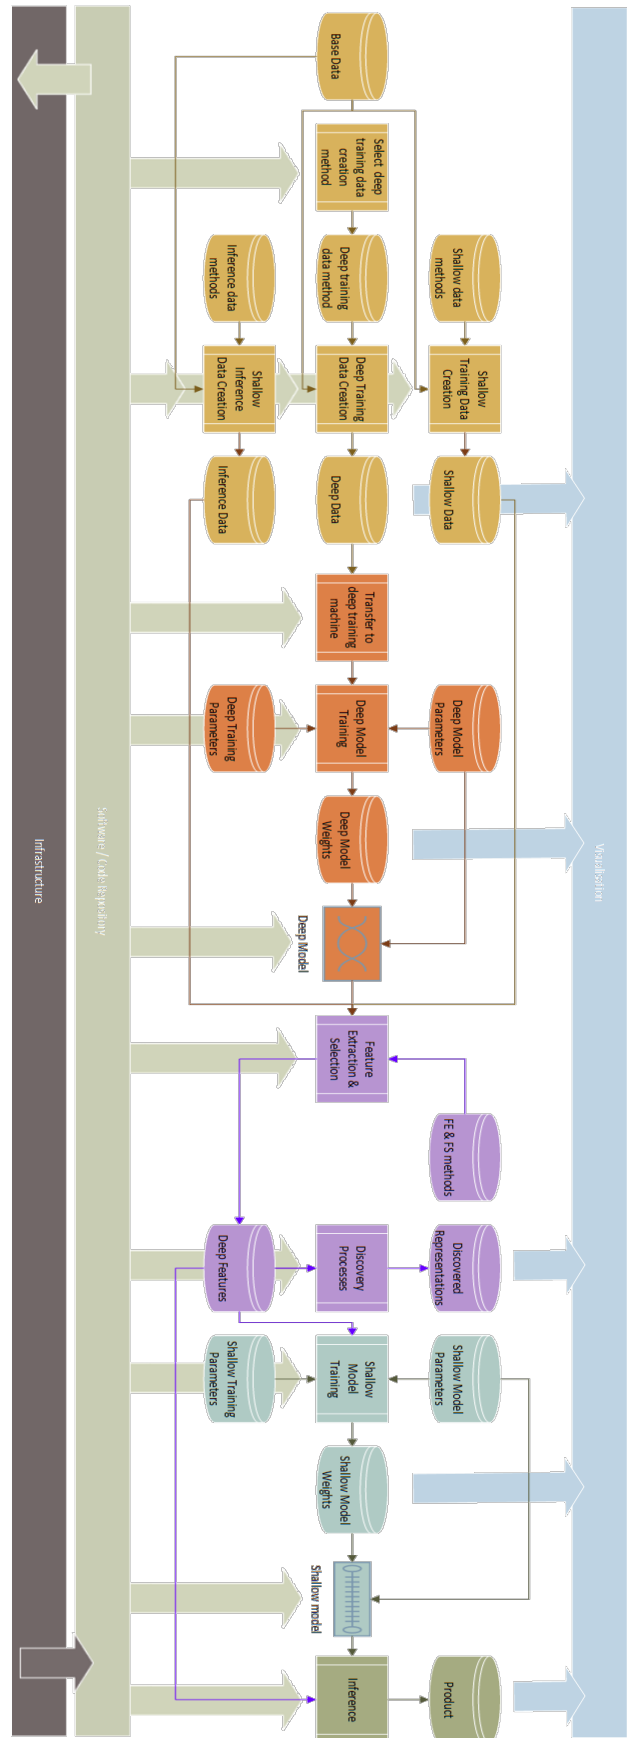 Visualisation
Shallow data
methods
Shallow
Training Data
Creation
Shallow Data
Deep Model
Parameters
FE & FS methods
Discovered
Representations
Shallow Model
Parameters
Product
Base Data
Select deep
training data
creation
method
Deep training
data method
Deep Training
Data Creation
Deep Data
Transfer to
deep training
machine
Deep Model
Training
Deep Model
Weights
Deep Model
Feature
Extraction &
Selection
Discovery
Processes
Shallow
Model
Training
Shallow Model
Weights
Shallow model
Inference
Inference data
methods
Shallow
Inference
Data Creation
Inference Data
Deep Training
Parameters
Deep Features
Shallow Training
Parameters
Software / Code Repository
Infrastructure